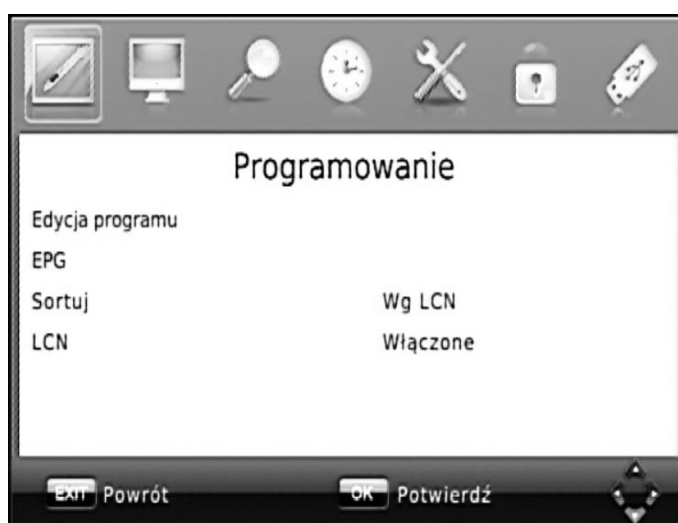 Programowanie
Edycja programu
EPG
Sortuj Wg LCN
LCN Włączone
EXIT Powrót OK Potwierdź